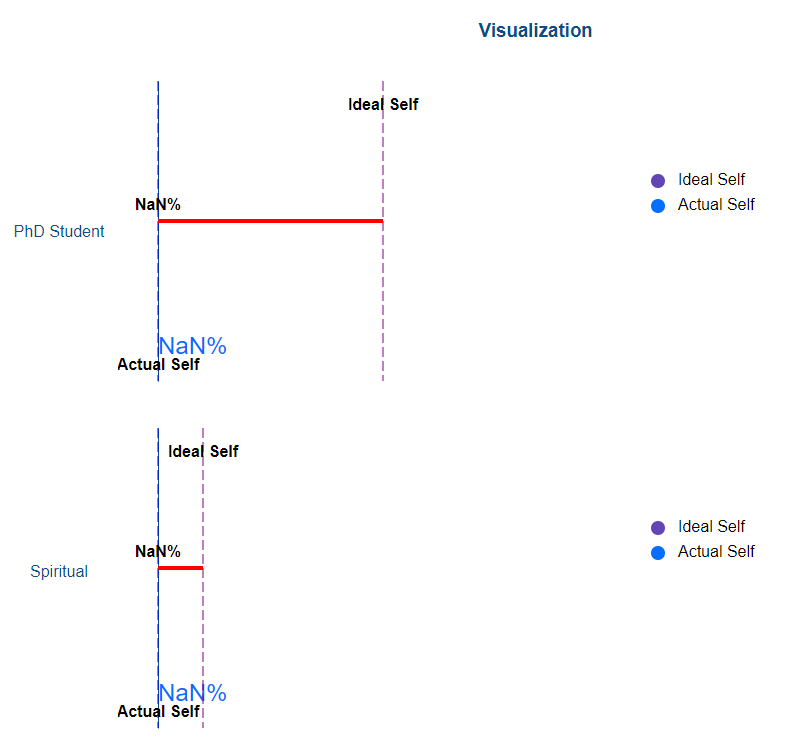 Visualization
Ideal Self
NaN%
PhD Student
NaN%
Actual Self
Ideal Self
Actual Self
Ideal Self
NaN%
Spiritual
NaN%
Actual Self
Ideal Self
Actual Self